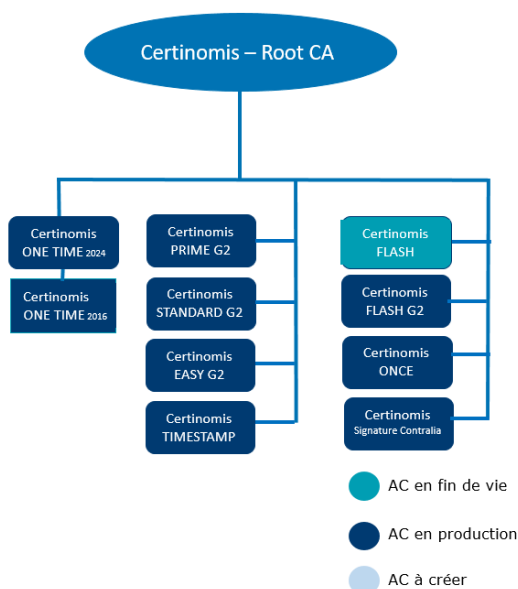 Certinomis – Root CA
Certinomis
ONE TIME 2024
Certinomis
ONE TIME 2016
Certinomis
PRIME G2
Certinomis
STANDARD G2
Certinomis
EASY G2
Certinomis
TIMESTAMP
Certinomis
FLASH
Certinomis
FLASH G2
Certinomis
ONCE
Certinomis
Signature Contralia
AC en fin de vie
AC en production
AC à créer